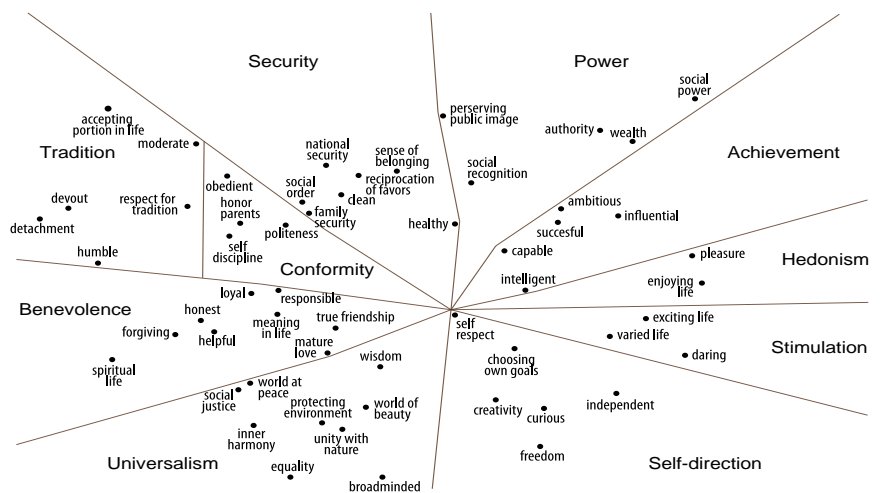 Security
Power
social
power
accepting
portion in life
perserving
public image
authority
wealth
Tradition
moderate
national
security
sense of
belonging
social
recognition
Achievement
obedient
reciprocation
of favors
devout
respect for
tradition
social
order
clean
detachment
honor
parents
family
security
healthy
ambitious
influential
politeness
succesful
self
discipline
humble
capable
pleasure
Conformity
intelligent
enjoying
life
Hedonism
Benevolence
loyal
responsible
honest
meaning
in life
true friendship
self
respect
exciting life
forgiving
helpful
varied life
Stimulation
mature
love
wisdom
choosing
own goals
daring
spiritual
life
world at
peace
social
justice
protecting
environment
world of
beauty
creativity
curious
independent
inner
harmony
unity with
nature
freedom
Universalism
equality
broadminded
Self-direction